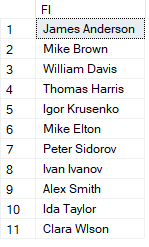 FI
1 James Anderson
2 Mike Brown
3 William Davis
4 Thomas Harris
5 Igor Krusenko
6 Mike Elton
7 Peter Sidorov
8 Ivan Ivanov
9 Alex Smith
10 Ida Taylor
11 Clara Wlson